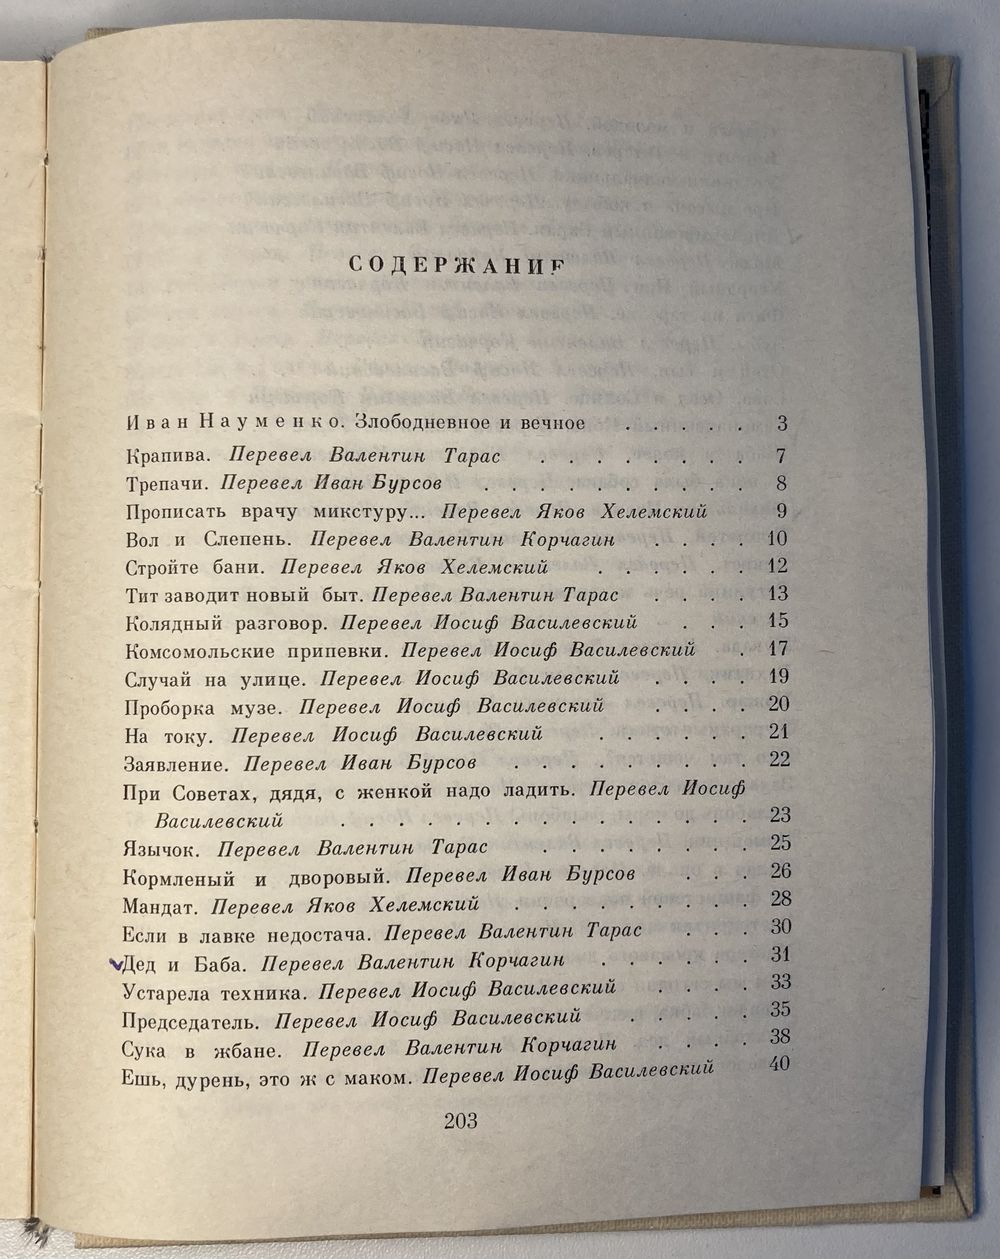 СОДЕРЖАНИЕ
Иван Науменко. Злободневное и вечное . . . . . 3
Крапива. Перевел Валентин Тарас . . . . . . . . 7
Трепачи. Перевел Иван Бурсов . . . . . . . . . . 8
Прописать врачу микстуру... Перевел Яков Хелемский 9
Вол и Слепень. Перевел Валентин Корчагин . . . . 10
Стройте бани. Перевел Яков Хелемский . . . . . . 12
Тит заводит новый быт. Перевел Валентин Тарас . . . . 13
Колядный разговор. Перевел Иосиф Василевский . . . 15
Комсомольские припевки. Перевел Иосиф Василевский . 17
Случай на улице. Перевел Иосиф Василевский . . . . 19
Проборка музе. Перевел Иосиф Василевский . . . . 20
На току. Перевел Иосиф Василевский . . . . . . 21
Заявление. Перевел Иван Бурсов . . . . . . . . . 22
При Советах, дядя, с женкой надо ладить. Перевел Иосиф
Василевский . . . . . . . . . . . . . . . 23
Язычок. Перевел Валентин Тарас . . . . . . . . 25
Кормленый и дворовый. Перевел Иван Бурсов . . . 26
Мандат. Перевел Яков Хелемский . . . . . . . . . 28
Если в лавке недостача. Перевел Валентин Тарас . . . 30
Дед и Баба. Перевел Валентин Корчагин . . . . . . 31
Устарела техника. Перевел Иосиф Василевский . . . . 33
Председатель. Перевел Иосиф Василевский . . . . . 35
Сука в жбане. Перевел Валентин Корчагин . . . . 38
Ешь, дурень, это ж с маком. Перевел Иосиф Василевский 40
203